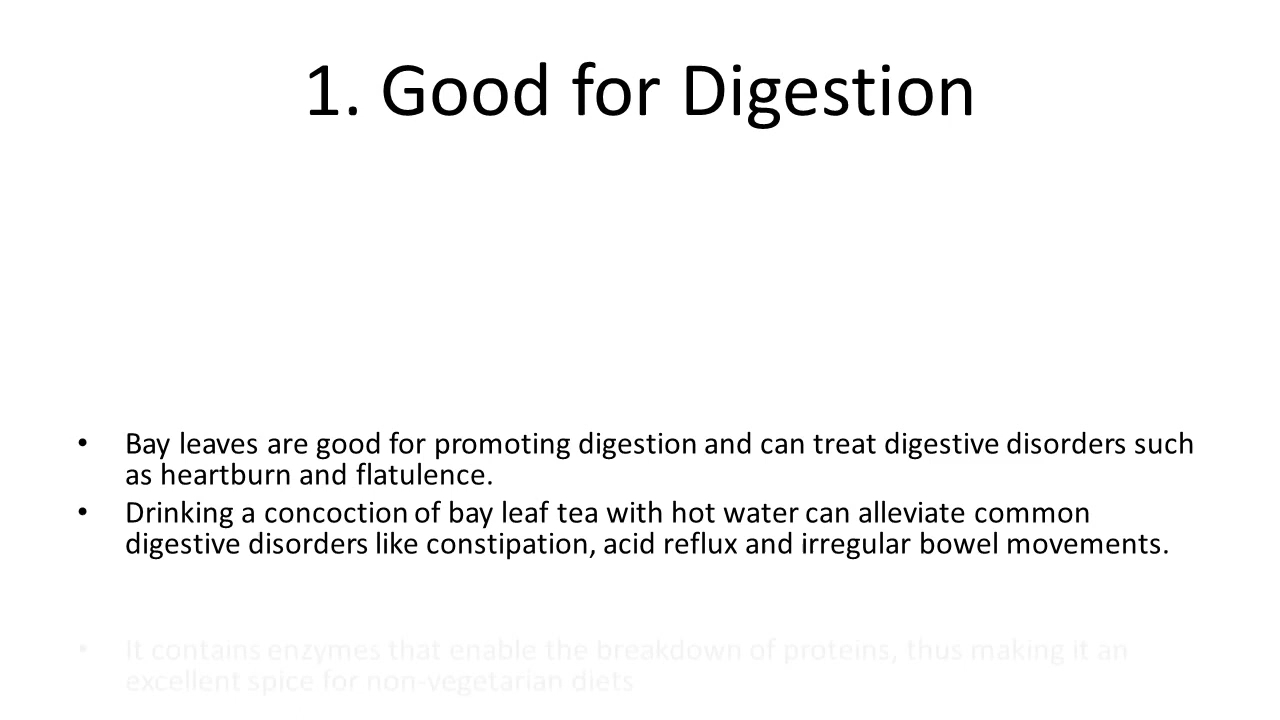 1. Good for Digestion
• Bay leaves are good for promoting digestion and can treat digestive disorders such
as heartburn and flatulence.
• Drinking a concoction of bay leaf tea with hot water can alleviate common
digestive disorders like constipation, acid reflux and irregular bowel movements.
• It contains enzymes that enable the breakdown of proteins, thus making it an
excellent spice for non-vegetarian diets